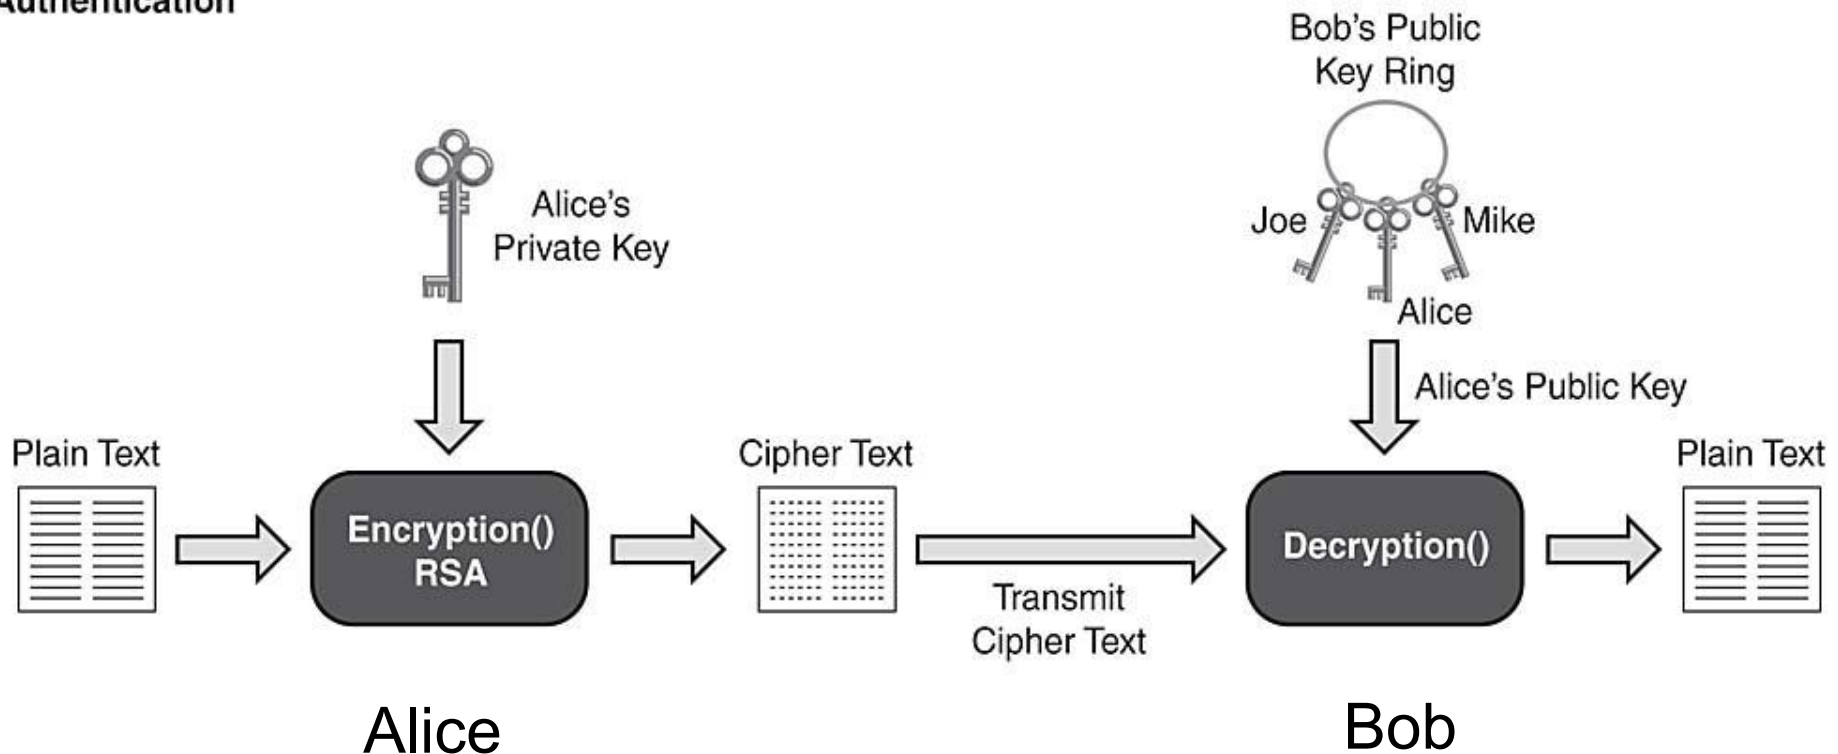 Authentication
Bob's Public
Key Ring
Alice's
Private Key
Joe
Mike
Alice
Alice's Public Key
Plain Text
Cipher Text
Plain Text
Encryption()
RSA
Decryption()
Transmit
Cipher Text
Alice
Bob